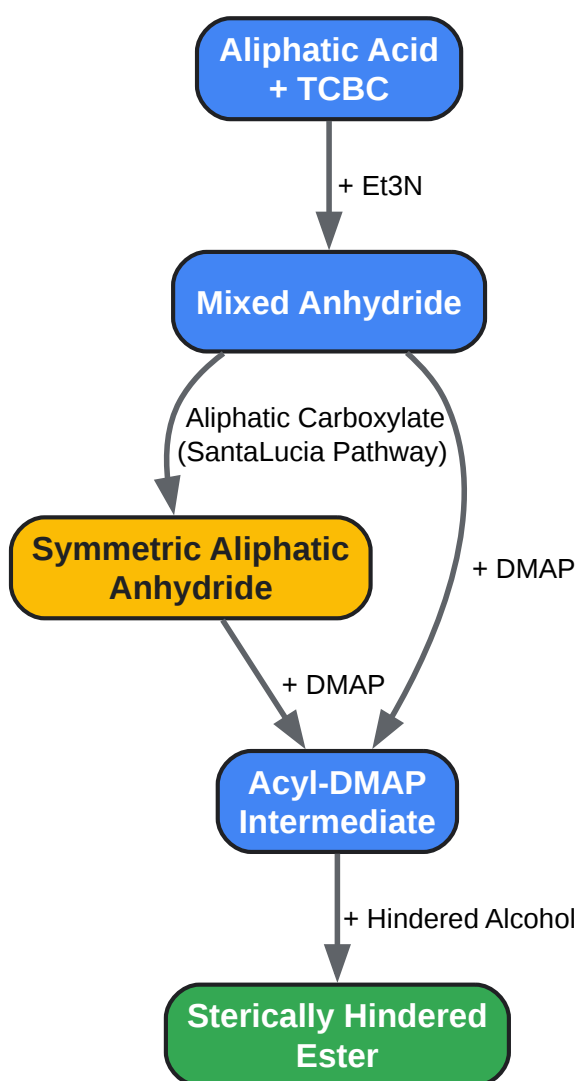 Aliphatic Acid
+ TCBC
+ Et3N
Mixed Anhydride
Aliphatic Carboxylate
(SantaLucia Pathway)
Symmetric Aliphatic
Anhydride
+ DMAP
+ DMAP
Acyl-DMAP
Intermediate
+ Hindered Alcohol
Sterically Hindered
Ester